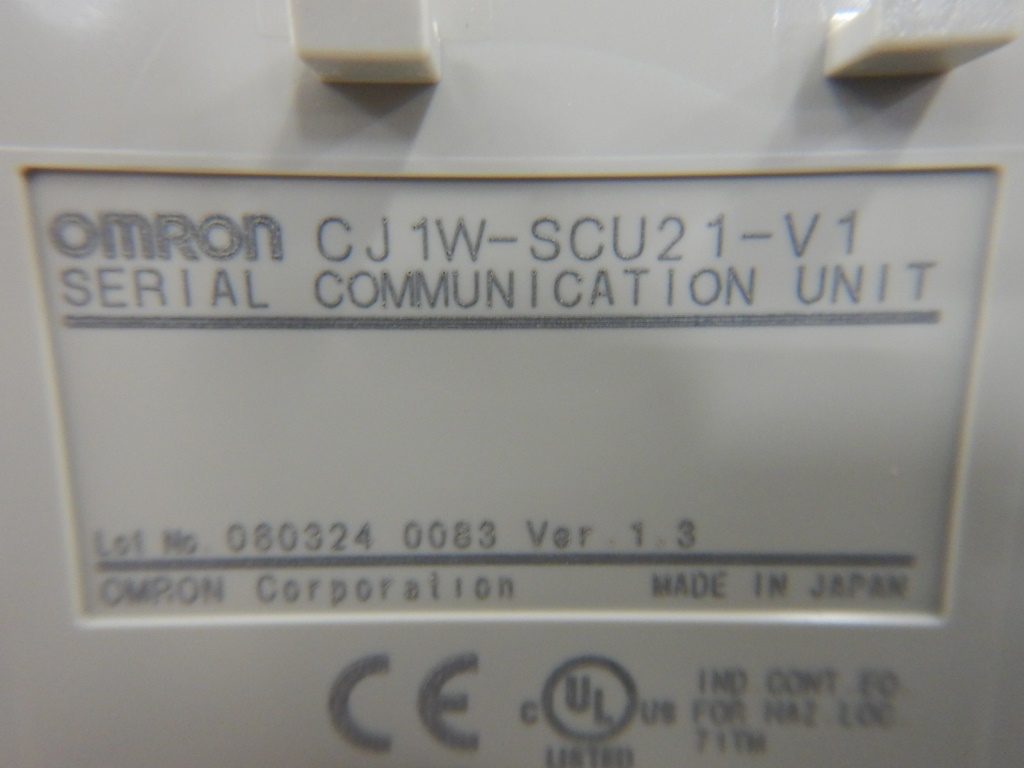 OMRON CJ1W-SCU21-V1
SERIAL COMMUNICATION UNIT
Lot No. 080324 0083 Ver.1.3
OMRON Corporation MADE IN JAPAN
CE C UL US IND CONT EQ.
FOR HAZ LOC.
LISTED 71TM